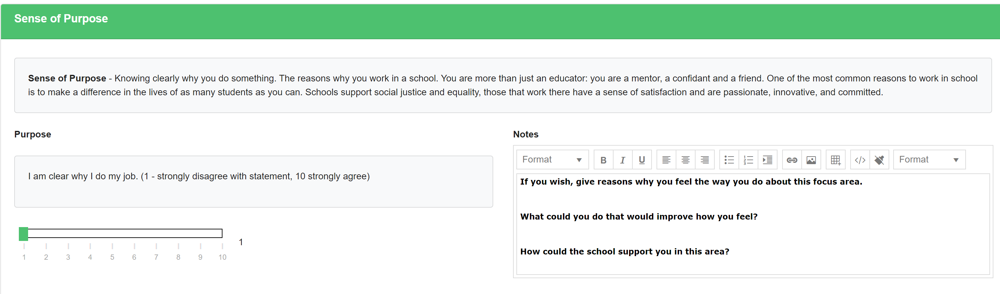 Sense of Purpose
Sense of Purpose - Knowing clearly why you do something. The reasons why you work in a school. You are more than just an educator: you are a mentor, a confidant and a friend. One of the most common reasons to work in school
is to make a difference in the lives of as many students as you can. Schools support social justice and equality, those that work there have a sense of satisfaction and are passionate, innovative, and committed.
Purpose
I am clear why I do my job. (1 - strongly disagree with statement, 10 strongly agree)
1
1 2 3 4 5 6 7 8 9 10
Notes
Format B I U Format
If you wish, give reasons why you feel the way you do about this focus area.
What could you do that would improve how you feel?
How could the school support you in this area?